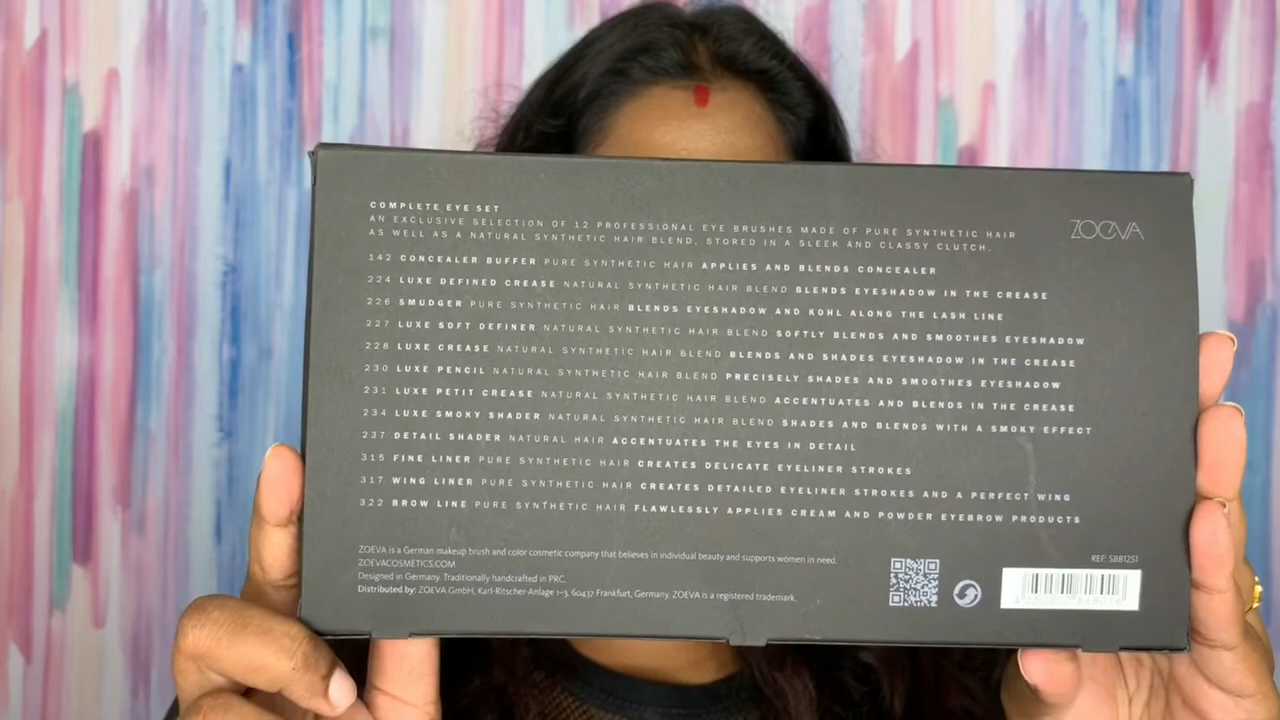 COMPLETE EYE SET
AN EXCLUSIVE SELECTION OF 12 PROFESSIONAL EYE BRUSHES MADE OF PURE SYNTHETIC HAIR
AS WELL AS A NATURAL SYNTHETIC HAIR BLEND, STORED IN A SLEEK AND CLASSY CLUTCH.
ZOEVA
142 CONCEALER BUFFER PURE SYNTHETIC HAIR APPLIES AND BLENDS CONCEALER
224 LUXE DEFINED CREASE NATURAL SYNTHETIC HAIR BLEND BLENDS EYESHADOW IN THE CREASE
226 SMUDGER PURE SYNTHETIC HAIR BLENDS EYESHADOW AND KOHL ALONG THE LASH LINE
227 LUXE SOFT DEFINER NATURAL SYNTHETIC HAIR BLEND SOFTLY BLENDS AND SMOOTHES EYESHADOW
228 LUXE CREASE NATURAL SYNTHETIC HAIR BLEND BLENDS AND SHADES EYESHADOW IN THE CREASE
230 LUXE PENCIL NATURAL SYNTHETIC HAIR BLEND PRECISELY SHADES AND SMOOTHES EYESHADOW
231 LUXE PETIT CREASE NATURAL SYNTHETIC HAIR BLEND ACCENTUATES AND BLENDS IN THE CREASE
234 LUXE SMOKY SHADER NATURAL SYNTHETIC HAIR BLEND SHADES AND BLENDS WITH A SMOKY EFFECT
237 DETAIL SHADER NATURAL HAIR ACCENTUATES THE EYES IN DETAIL
315 FINE LINER PURE SYNTHETIC HAIR CREATES DELICATE EYELINER STROKES
317 WING LINER PURE SYNTHETIC HAIR CREATES DETAILED EYELINER STROKES AND A PERFECT WING
322 BROW LINE PURE SYNTHETIC HAIR FLAWLESSLY APPLIES CREAM AND POWDER EYEBROW PRODUCTS
ZOEVA is a German makeup brush and color cosmetic company that believes in individual beauty and supports women in need.
ZOEVACOSMETICS.COM
Designed in Germany. Traditionally handcrafted in PRC.
Distributed by: ZOEVA GmbH, Karl-Ritscher-Anlage 1-3, 60437 Frankfurt, Germany. ZOEVA is a registered trademark.
REF: SBB12S1